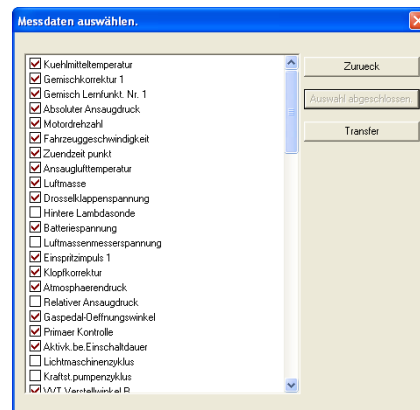 Messdaten auswählen.
Kuehlmitteltemperatur
Gemischkorrektur 1
Gemisch Lernfunkt. Nr. 1
Absoluter Ansaugdruck
Motordrehzahl
Fahrzeuggeschwindigkeit
Zuendzeit punkt
Ansauglufttemperatur
Luftmasse
Drosselklappenspannung
Hintere Lambdasonde
Batteriespannung
Luftmassenmesserspannung
Einspritzimpuls 1
Klopfkorrektur
Atmosphaerendruck
Relativer Ansaugdruck
Gaspedal-Oeffnungswinkel
Primaer Kontrolle
Aktivk.be.Einschaltdauer
Lichtmaschinenzyklus
Kraftst.pumpenzyklus
VVT Verstellwinkel R
Zurueck
Auswahl abgeschlossen.
Transfer